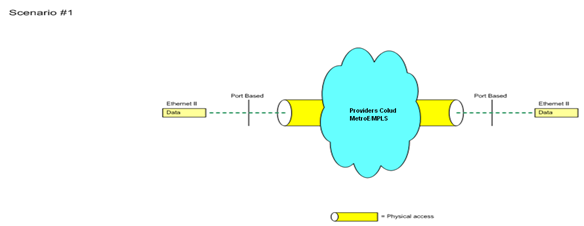 Scenario #1
Ethernet II
Data
Port Based
Providers Colud
MetroE/MPLS
Port Based
Ethernet II
Data
= Physical access